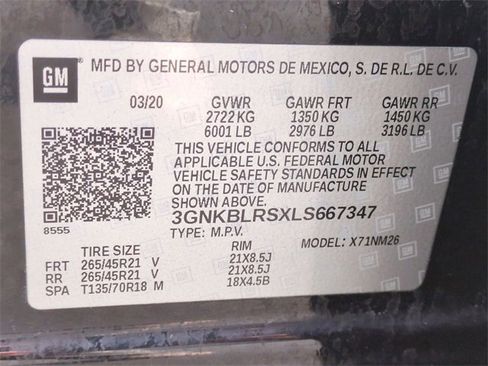 GM
MFD BY GENERAL MOTORS DE MEXICO, S. DE R.L. DE C.V.
03/20 GVWR GAWR FRT GAWR RR
2722 KG 1350 KG 1450 KG
6001 LB 2976 LB 3196 LB
THIS VEHICLE CONFORMS TO ALL
APPLICABLE U.S. FEDERAL MOTOR
VEHICLE SAFETY STANDARDS IN EFFECT
ON THE DATE OF MANUFACTURE SHOWN ABOVE.
3GNKBLRSXLS667347
8555 TYPE: M.P.V. MODEL: X71NM26
TIRE SIZE RIM
FRT 265/45R21 V 21X8.5J
RR 265/45R21 V 21X8.5J
SPA T135/70R18 M 18X4.5B